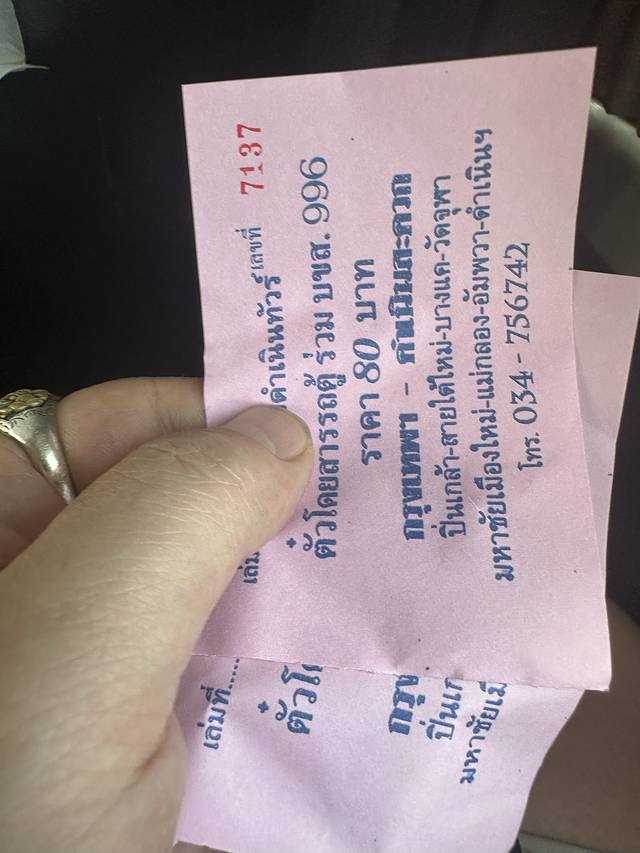 เล่ม ดำเนินทัวร์ เลขที่ 7137
ตั๋วโดยสารรถตู้ ร่วม บขส. 996
ราคา 80 บาท
กรุงเทพฯ - ดำเนินสะดวก
ปิ่นเกล้า-สายใต้ใหม่-บางแค-วัดจุฬา
มหาชัยเมืองใหม่-แม่กลอง-อัมพวา-ดำเนินฯ
โทร. 034 - 756742
เล่มที่.....
ตั๋วโด
กรุง
ปิ่นเก
มหาชัยเมื